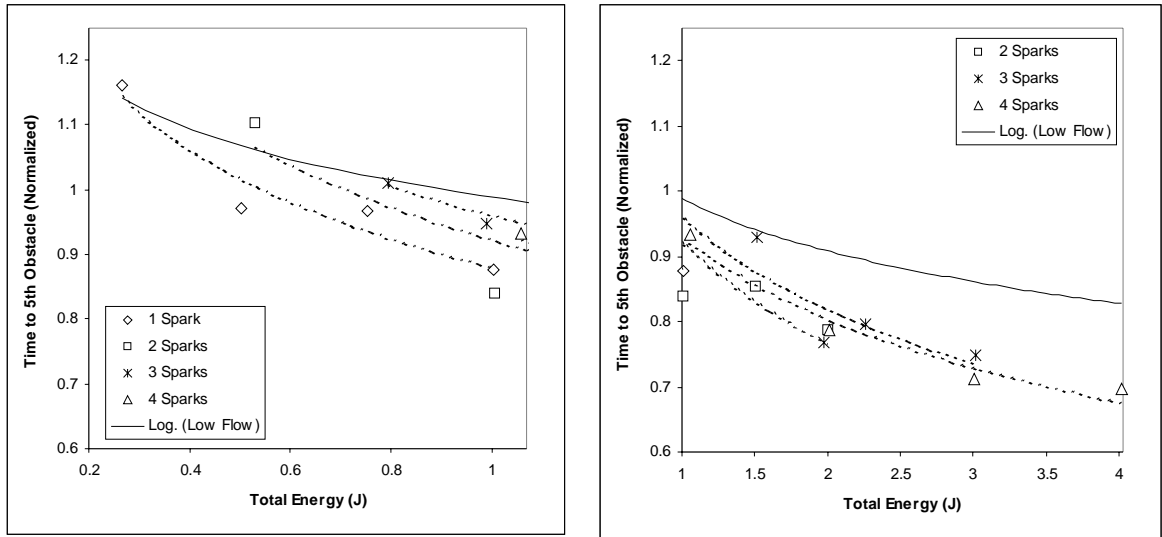 1.2
1.1
1
0.9
0.8
0.7
0.6
0.2
0.4
0.6
0.8
1
Time to 5th Obstacle (Normalized)
Total Energy (J)
1 Spark
2 Sparks
3 Sparks
4 Sparks
Log. (Low Flow)
1.2
1.1
1
0.9
0.8
0.7
0.6
1
1.5
2
2.5
3
3.5
4
Time to 5th Obstacle (Normalized)
Total Energy (J)
2 Sparks
3 Sparks
4 Sparks
Log. (Low Flow)